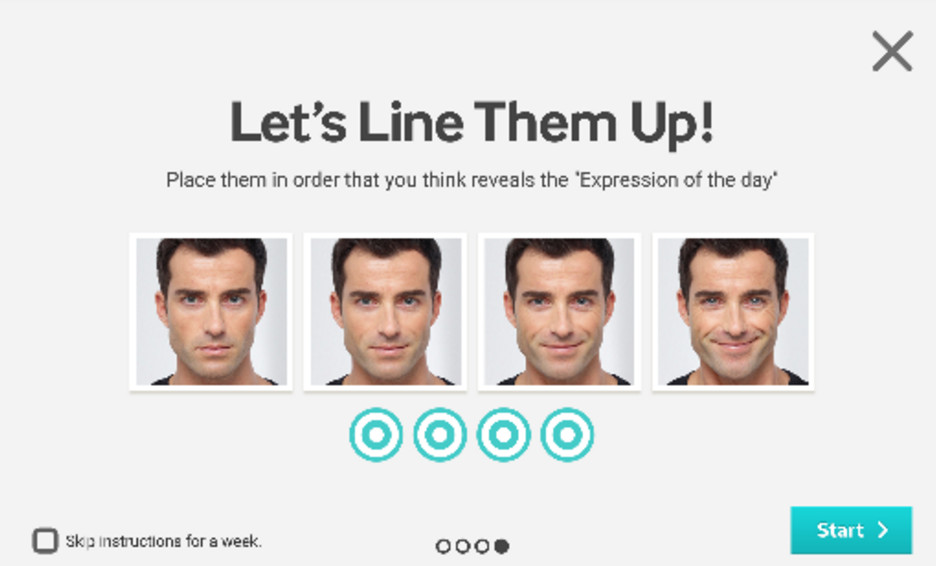 Let's Line Them Up!
Place them in order that you think reveals the "Expression of the day"
Skip instructions for a week.
Start